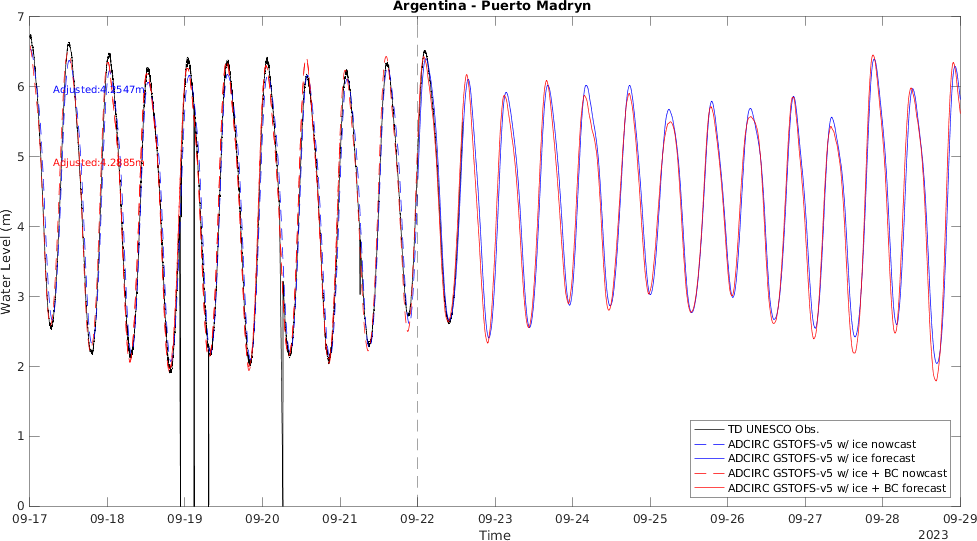 Argentina - Puerto Madryn
7
6
5
4
3
2
1
0
Water Level (m)
Adjusted:4.2547m
Adjusted:4.2885m
TD UNESCO Obs.
ADCIRC GSTOFS-v5 w/ ice nowcast
ADCIRC GSTOFS-v5 w/ ice forecast
ADCIRC GSTOFS-v5 w/ ice + BC nowcast
ADCIRC GSTOFS-v5 w/ ice + BC forecast
09-17 09-18 09-19 09-20 09-21 09-22 09-23 09-24 09-25 09-26 09-27 09-28 09-29
Time
2023